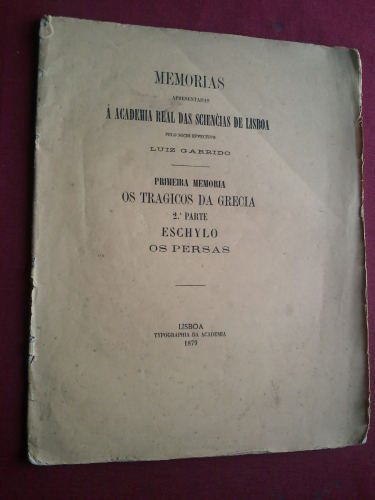 MEMORIAS
APRESENTADAS
Á ACADEMIA REAL DAS SCIENCIAS DE LISBOA
PELO SOCIO EFFECTIVO
LUIZ GARRIDO
PRIMEIRA MEMORIA
OS TRAGICOS DA GRECIA
2.ª PARTE
ESCHYLO
OS PERSAS
LISBOA
TYPOGRAPHIA DA ACADEMIA
1879